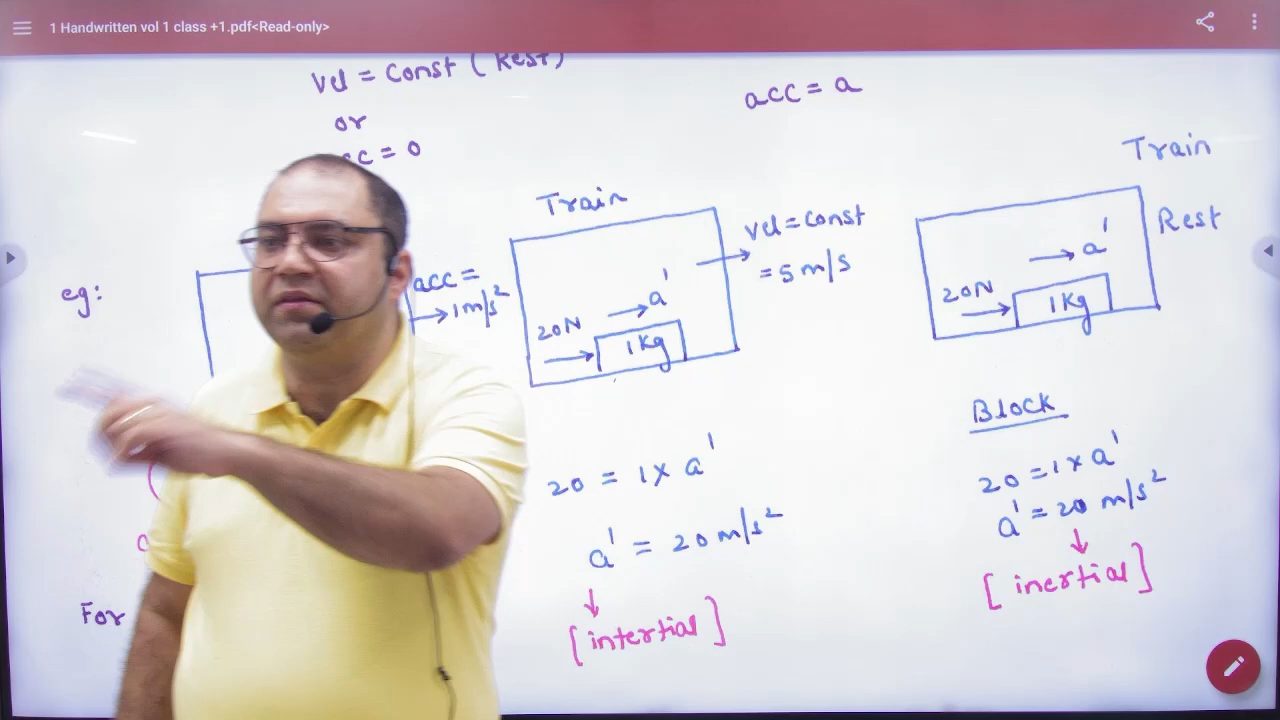 1 Handwritten vol 1 class +1.pdf<Read-only>
vel = Const (Rest)
or
cc = 0
acc = a
eg:
acc =
1m/s²
Train
vel = Const
= 5 m/s
a'
20N
1Kg
Train
Rest
a'
20N
1Kg
20 = 1 x a'
a' = 20 m/s²
[intertial]
Block
20 = 1 x a'
a' = 20 m/s²
[inertial]
For